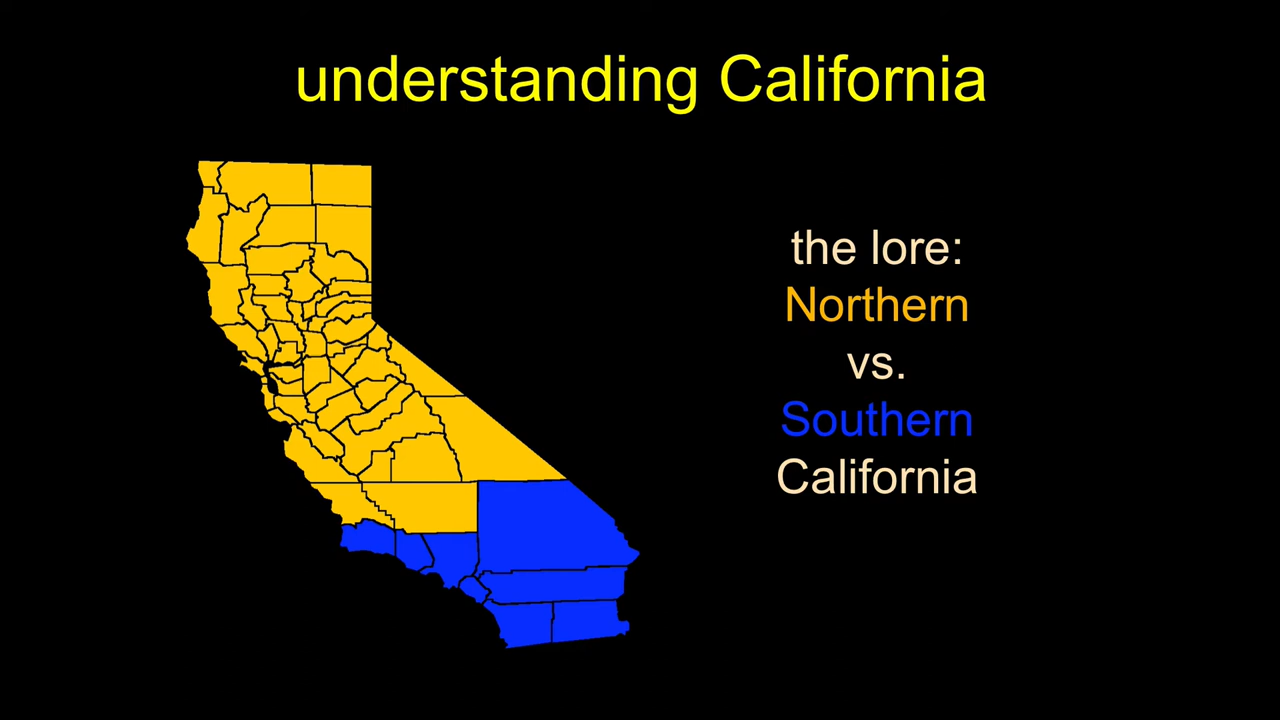 understanding California
the lore:
Northern
vs.
Southern
California